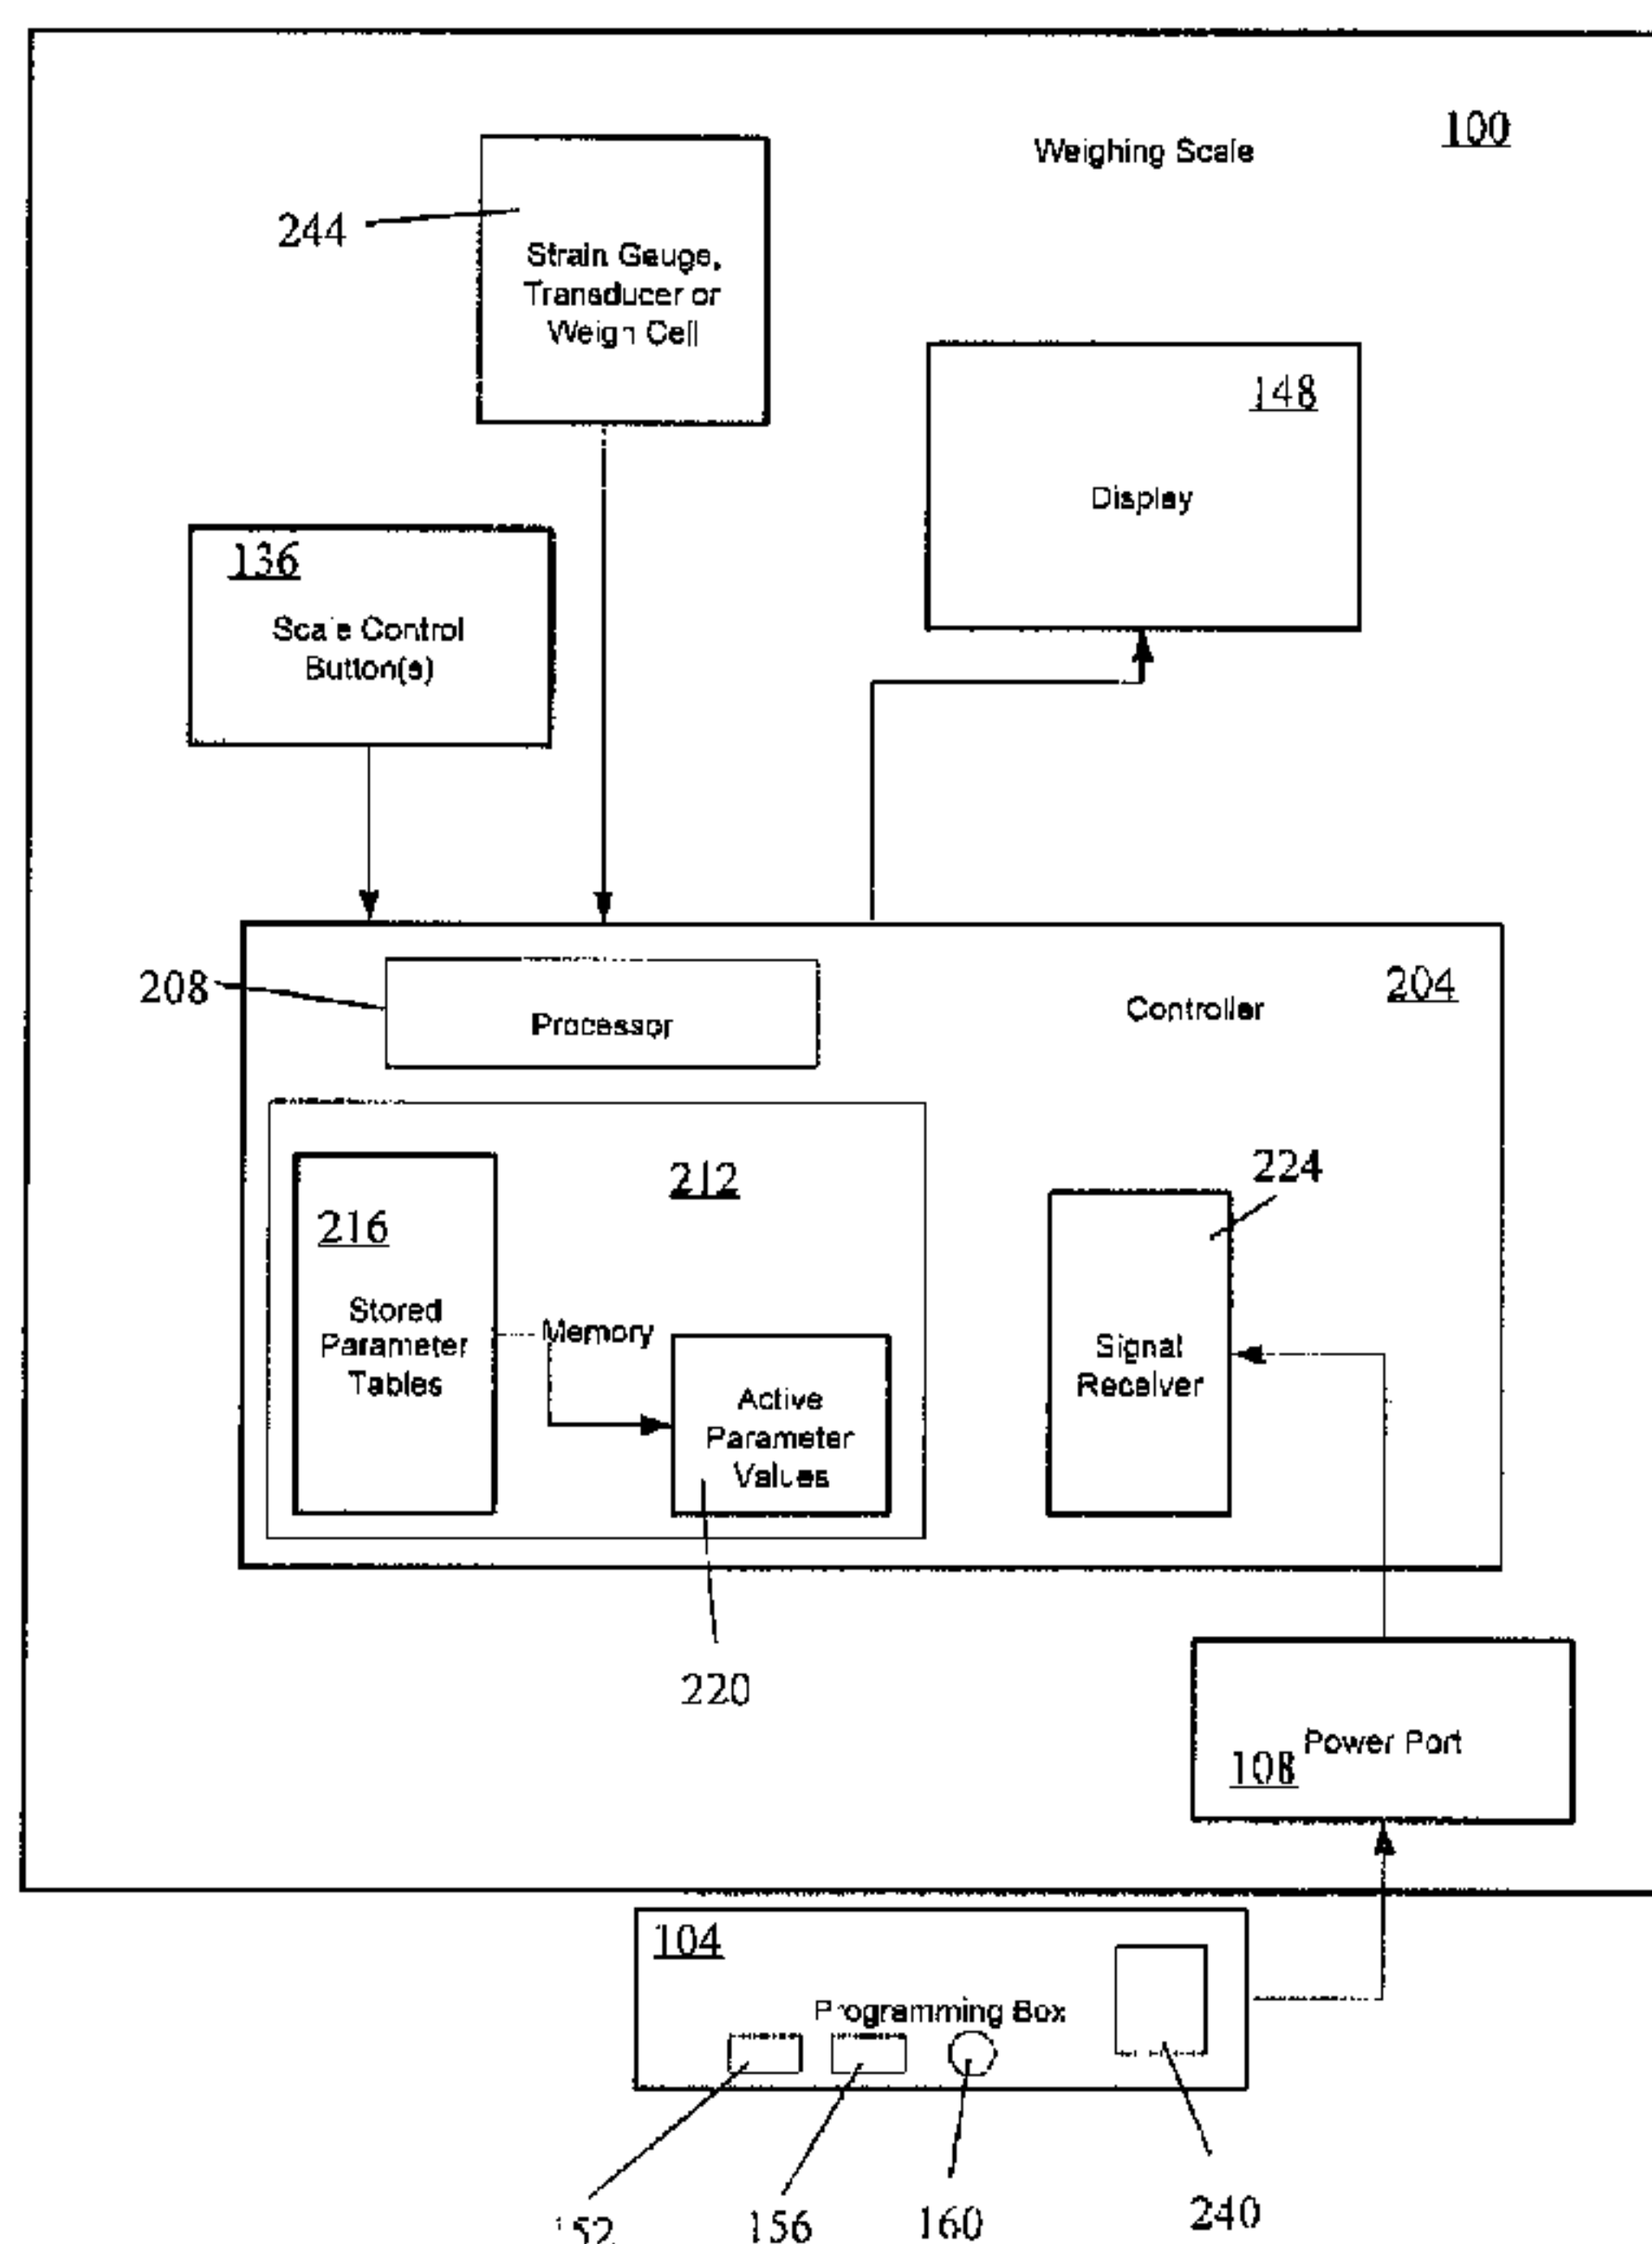 100
Weighing Scale
244
Strain Gauge,
Transducer or
Weigh Cell
148
Display
136
Scale Control
Button(s)
204
208
Controller
Processor
212
224
216
Stored
Parameter
Tables
Memory
Active
Parameter
Values
Signal
Receiver
220
Power Port
108
104
Programming Box
152
156
160
240